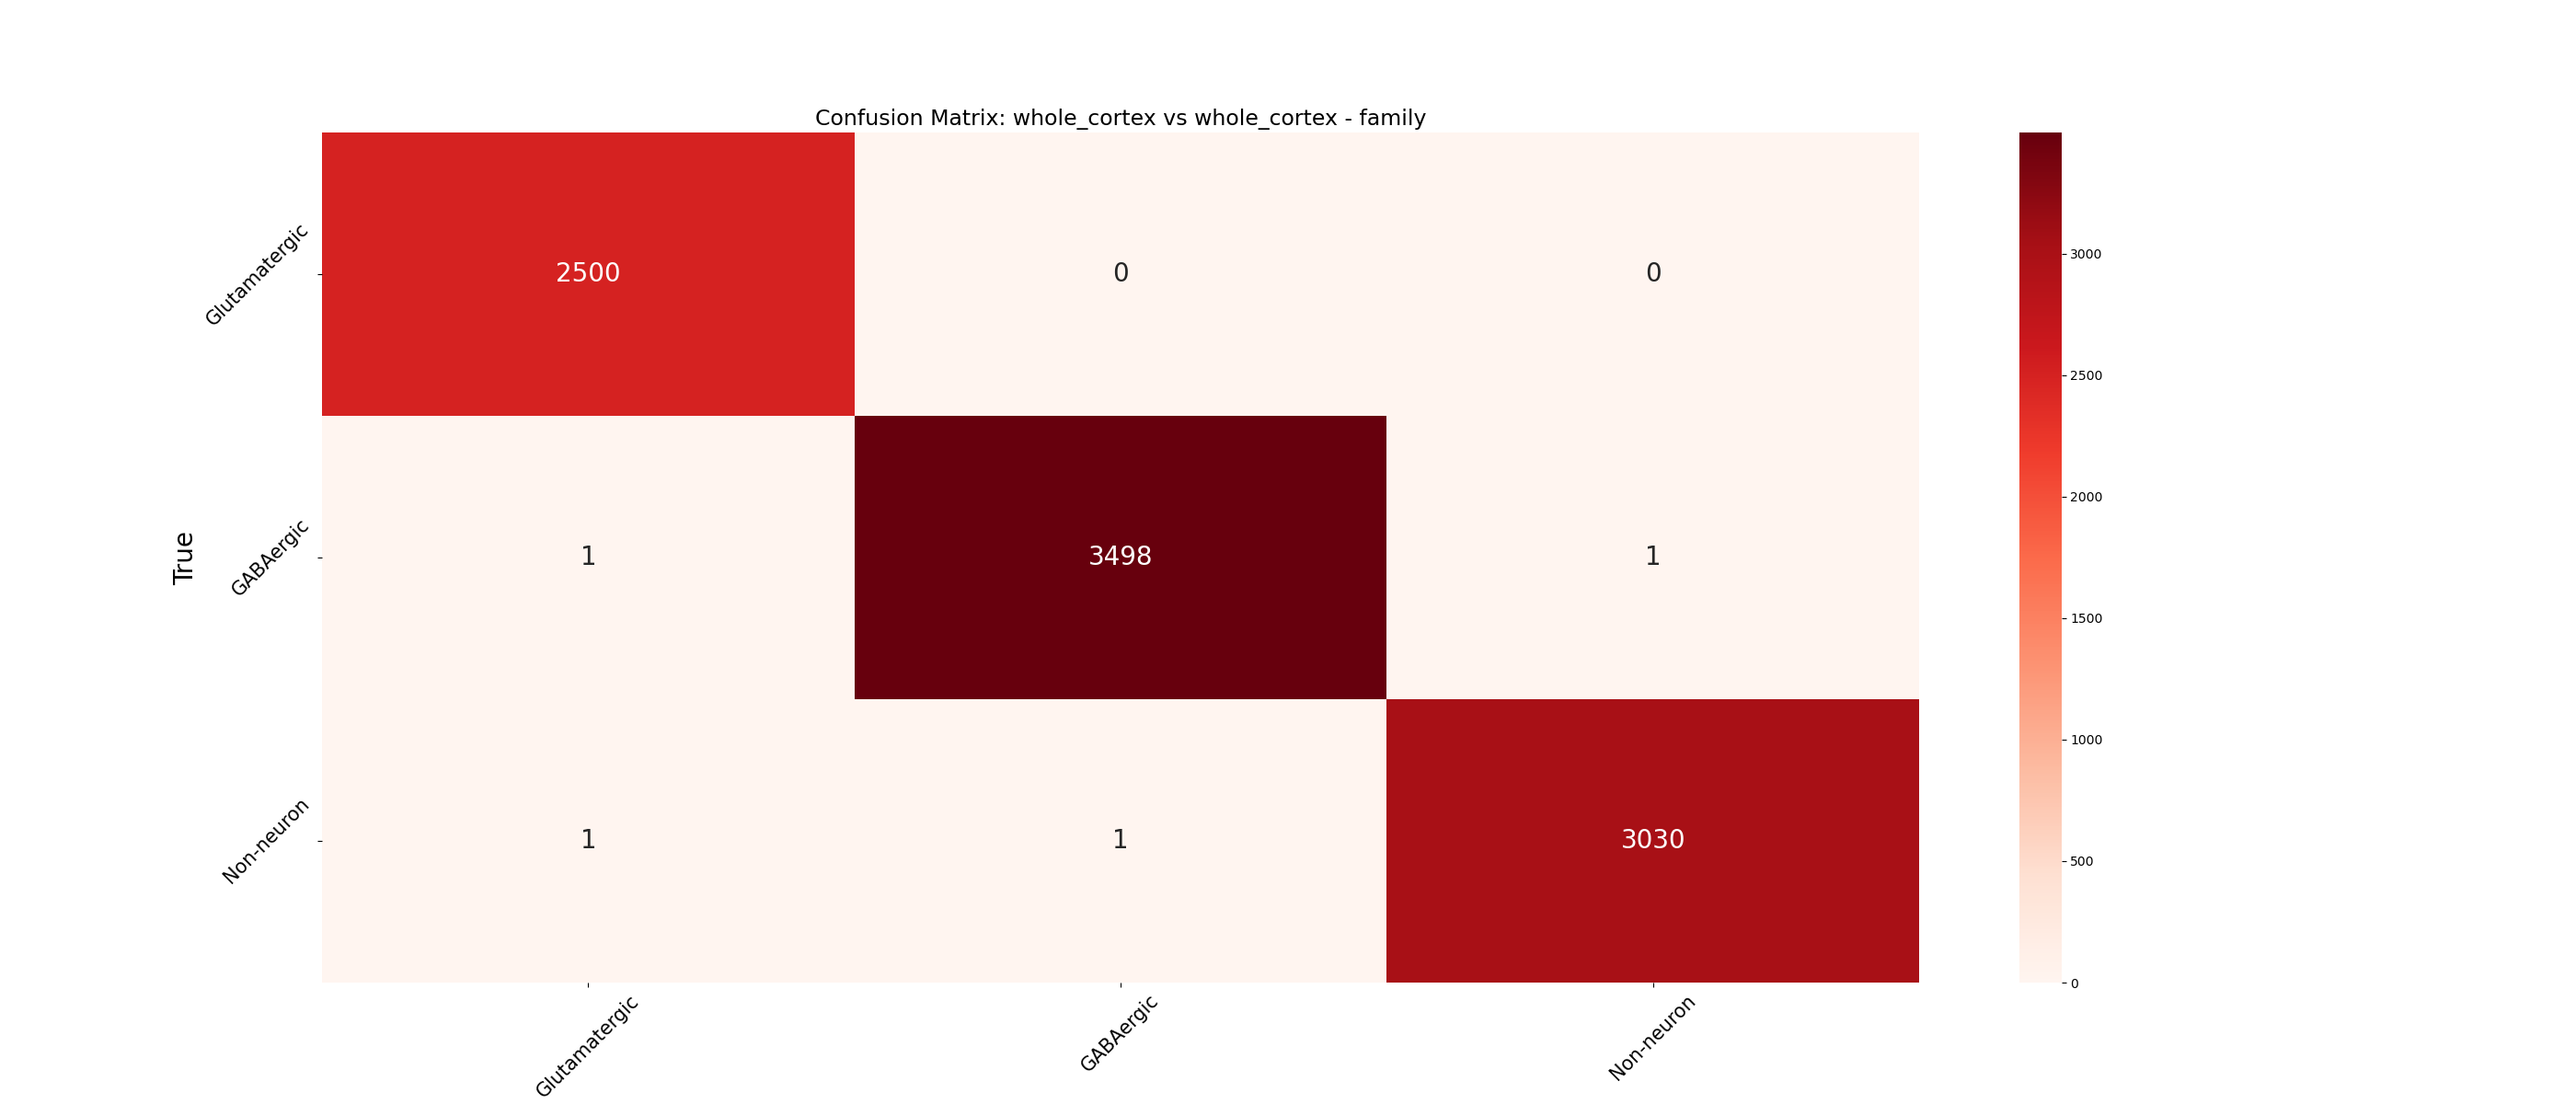 Confusion Matrix: whole_cortex vs whole_cortex - family
True
Glutamatergic
2500
0
0
GABAergic
1
3498
1
Non-neuron
1
1
3030
Glutamatergic
GABAergic
Non-neuron
3000
2500
2000
1500
1000
500
0